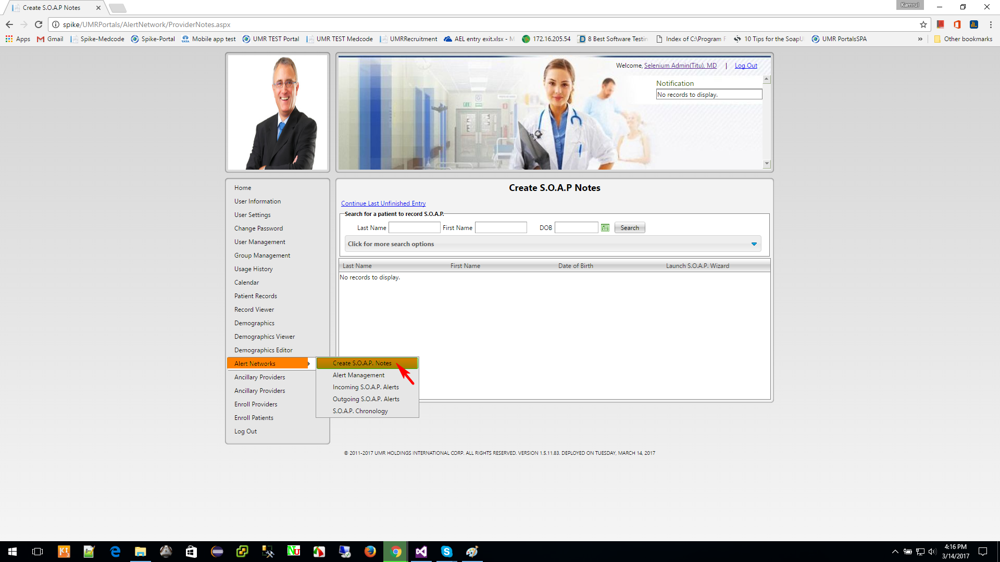 Create S.O.A.P Notes
Kamrul
spike/UMRPortals/AlertNetwork/ProviderNotes.aspx
Apps Gmail Spike-Medcode Spike-Portal Mobile app test UMR TEST Portal UMR TEST Medcode UMRRecruitment AEL entry exit.xlsx - M 172.16.205.54 8 Best Software Testin Index of C:\Program F 10 Tips for the SoapU UMR PortalsSPA » Other bookmarks
Welcome, Selenium Admin(Titu), MD | Log Out
Notification
No records to display.
Home
User Information
User Settings
Change Password
User Management
Group Management
Usage History
Calendar
Patient Records
Record Viewer
Demographics
Demographics Viewer
Demographics Editor
Alert Networks
Ancillary Providers
Ancillary Providers
Enroll Providers
Enroll Patients
Log Out
Create S.O.A.P. Notes
Alert Management
Incoming S.O.A.P. Alerts
Outgoing S.O.A.P. Alerts
S.O.A.P. Chronology
Create S.O.A.P Notes
Continue Last Unfinished Entry
Search for a patient to record S.O.A.P.
Last Name First Name DOB Search
Click for more search options
Last Name First Name Date of Birth Launch S.O.A.P. Wizard
No records to display.
© 2011-2017 UMR HOLDINGS INTERNATIONAL CORP. ALL RIGHTS RESERVED. VERSION 1.5.11.83. DEPLOYED ON TUESDAY, MARCH 14, 2017
4:16 PM
3/14/2017